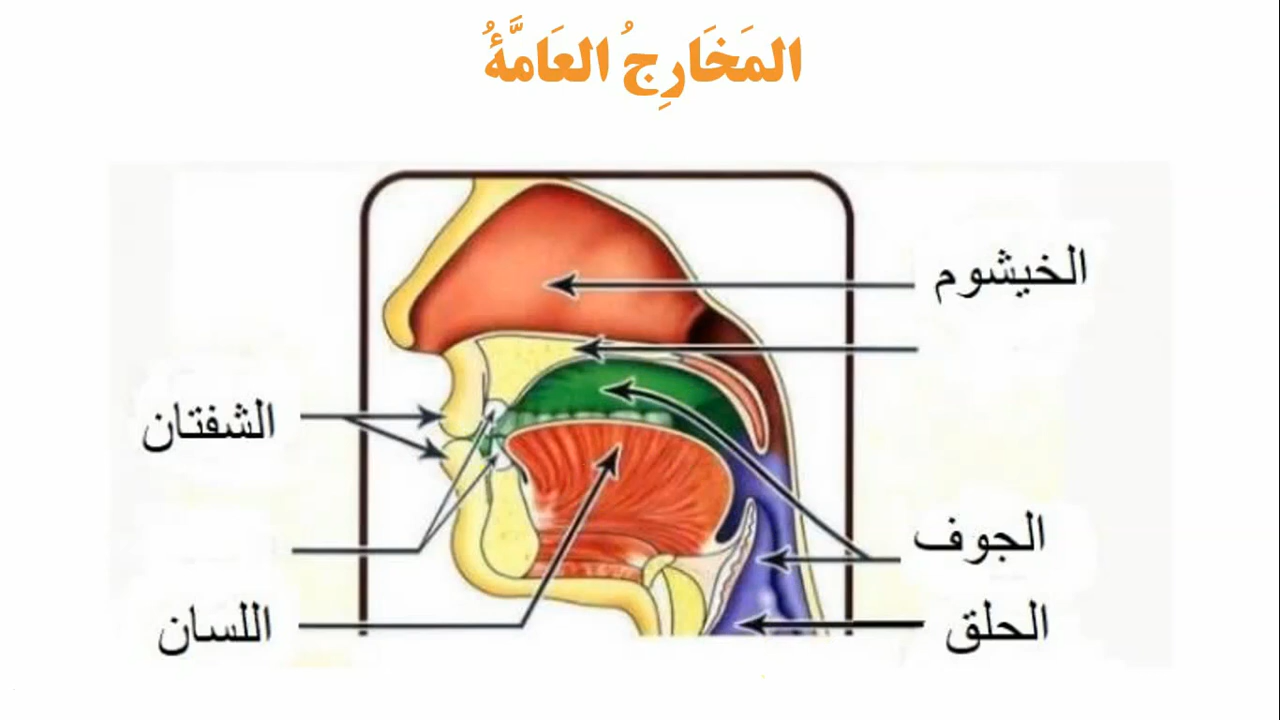 المَخَارِجُ العَامَّةُ
الخيشوم
الشفتان
الجوف
الحلق
اللسان